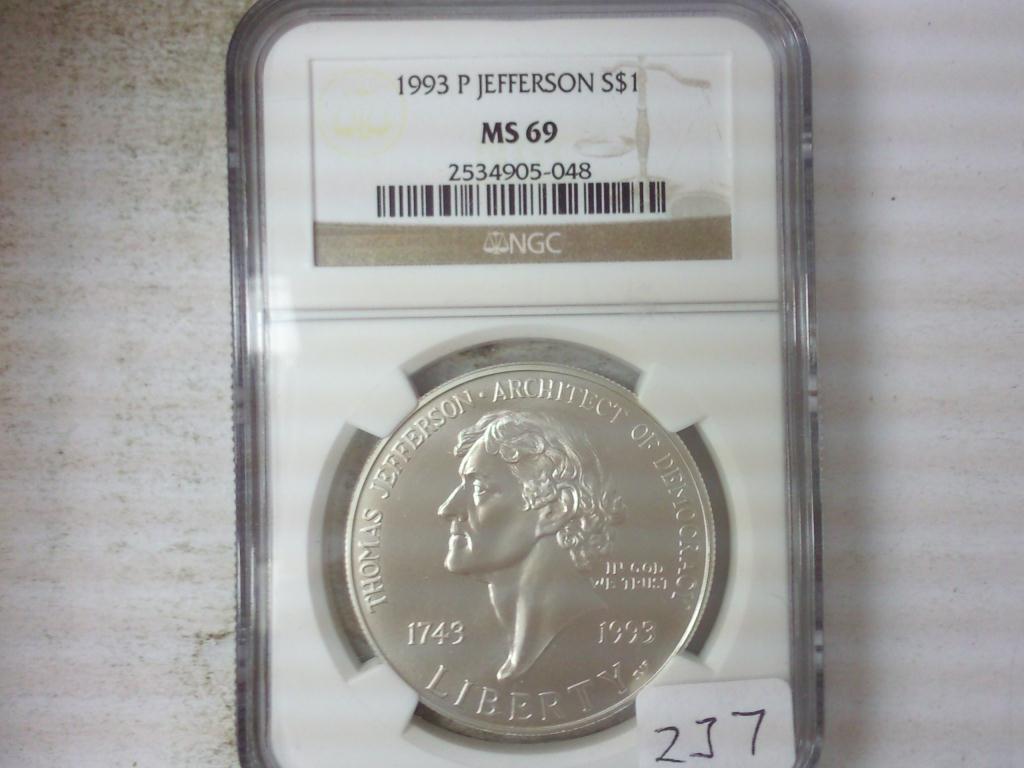 1993 P JEFFERSON S$1
MS 69
2534905-048
NGC
THOMAS JEFFERSON · ARCHITECT OF DEMOCRACY
IN GOD
WE TRUST
1743 1993
LIBERTY
237